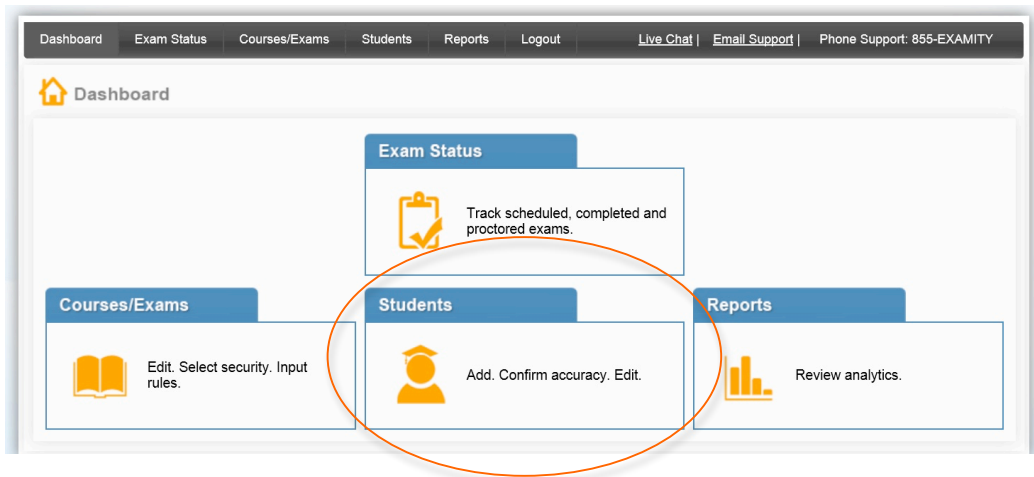 Dashboard Exam Status Courses/Exams Students Reports Logout Live Chat | Email Support | Phone Support: 855-EXAMITY
Dashboard
Exam Status
Track scheduled, completed and
proctored exams.
Courses/Exams
Edit. Select security. Input
rules.
Students
Add. Confirm accuracy. Edit.
Reports
Review analytics.